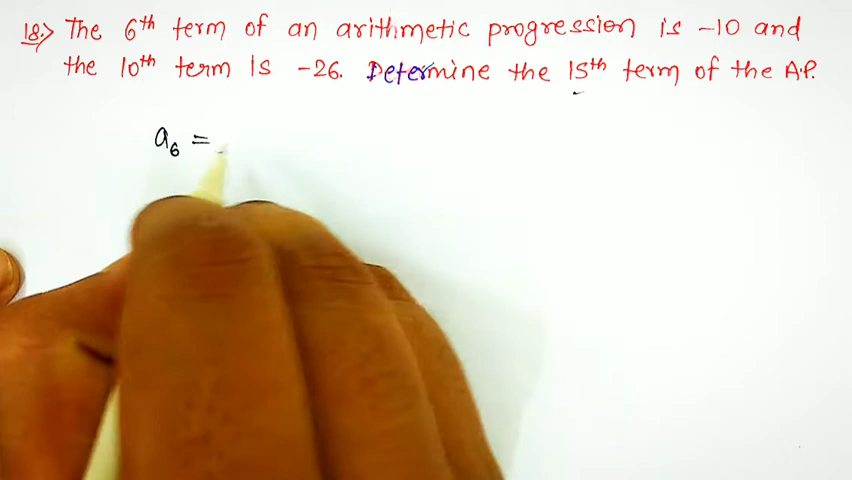 18.> The 6th term of an arithmetic progression is -10 and
the 10th term is -26. Determine the 15th term of the A.P.
a6 =